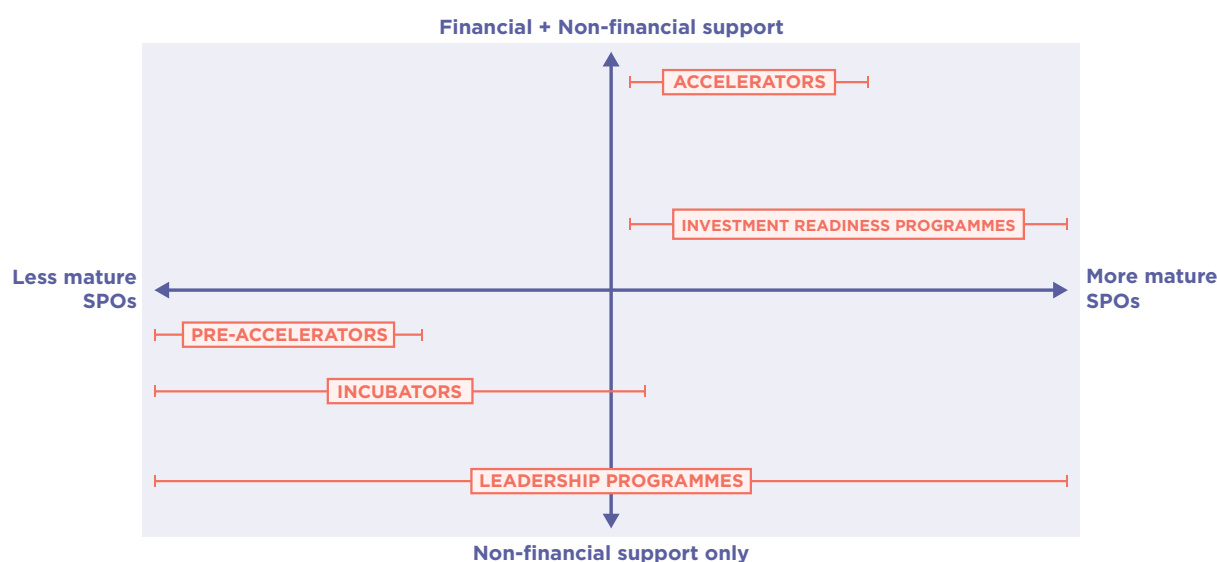 Financial + Non-financial support
ACCELERATORS
INVESTMENT READINESS PROGRAMMES
Less mature
SPOs
More mature
SPOs
PRE-ACCELERATORS
INCUBATORS
LEADERSHIP PROGRAMMES
Non-financial support only